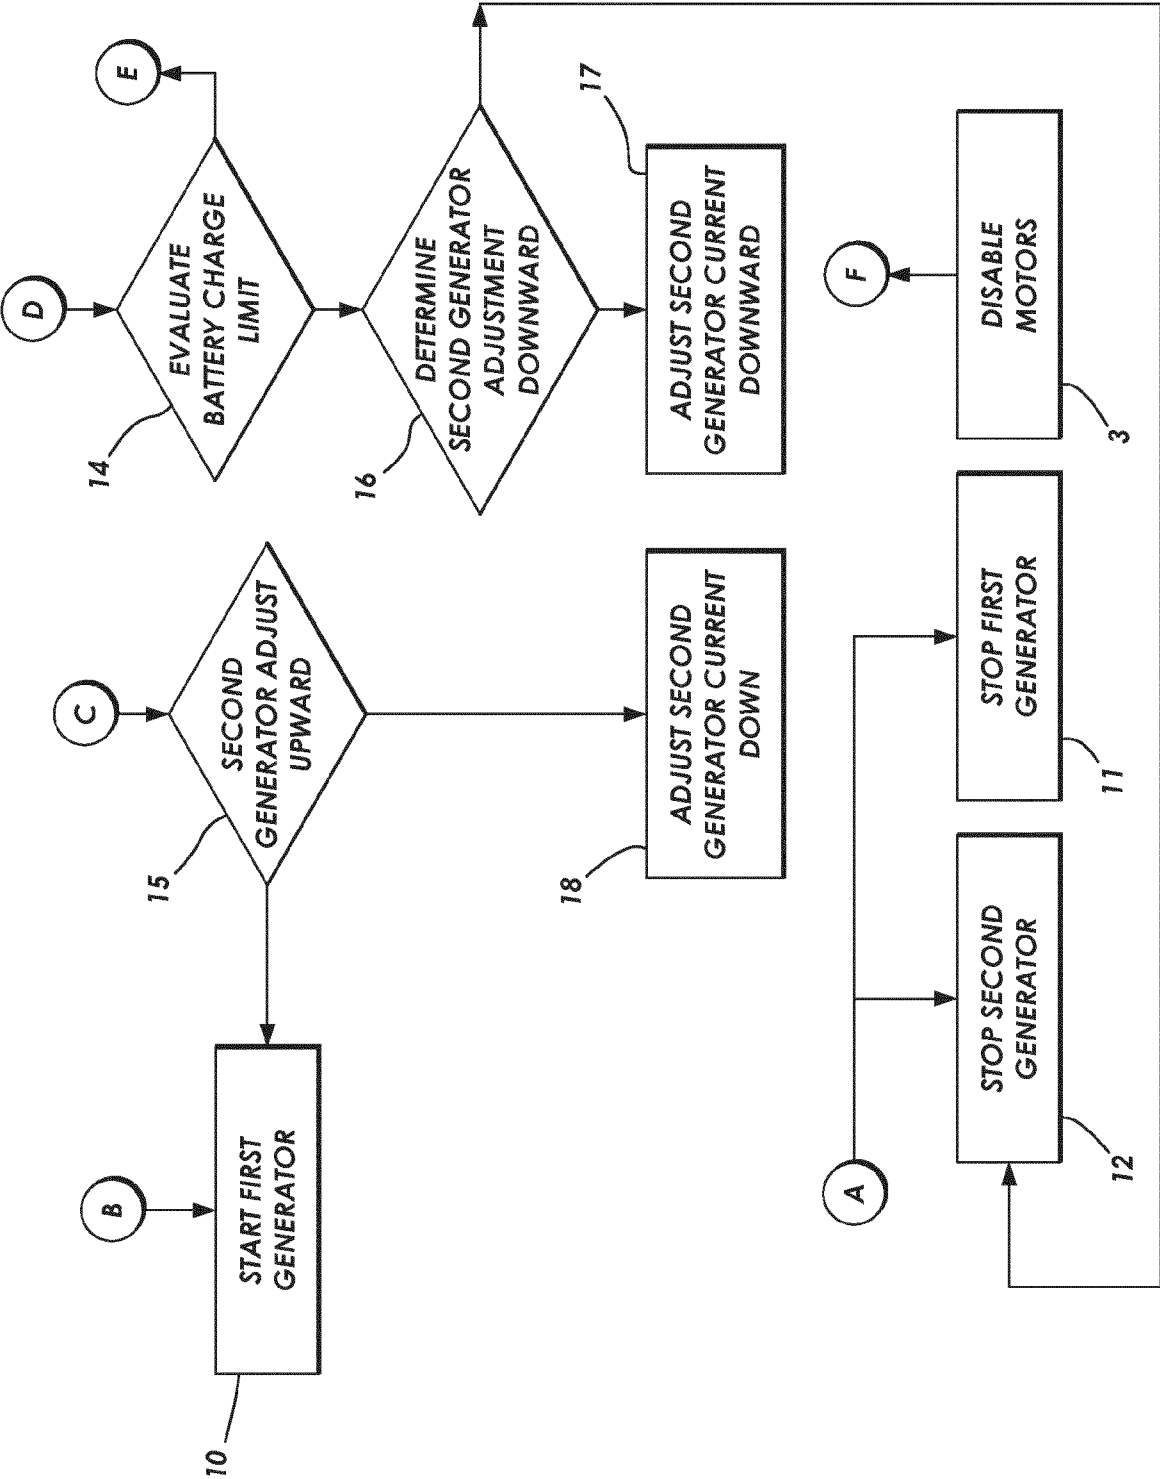 B
START FIRST
GENERATOR
10
C
SECOND
GENERATOR ADJUST
UPWARD
15
ADJUST SECOND
GENERATOR CURRENT
DOWN
18
D
EVALUATE
BATTERY CHARGE
LIMIT
14
E
DETERMINE
SECOND GENERATOR
ADJUSTMENT
DOWNWARD
16
ADJUST SECOND
GENERATOR CURRENT
DOWNWARD
17
A
STOP SECOND
GENERATOR
12
STOP FIRST
GENERATOR
11
F
DISABLE
MOTORS
3